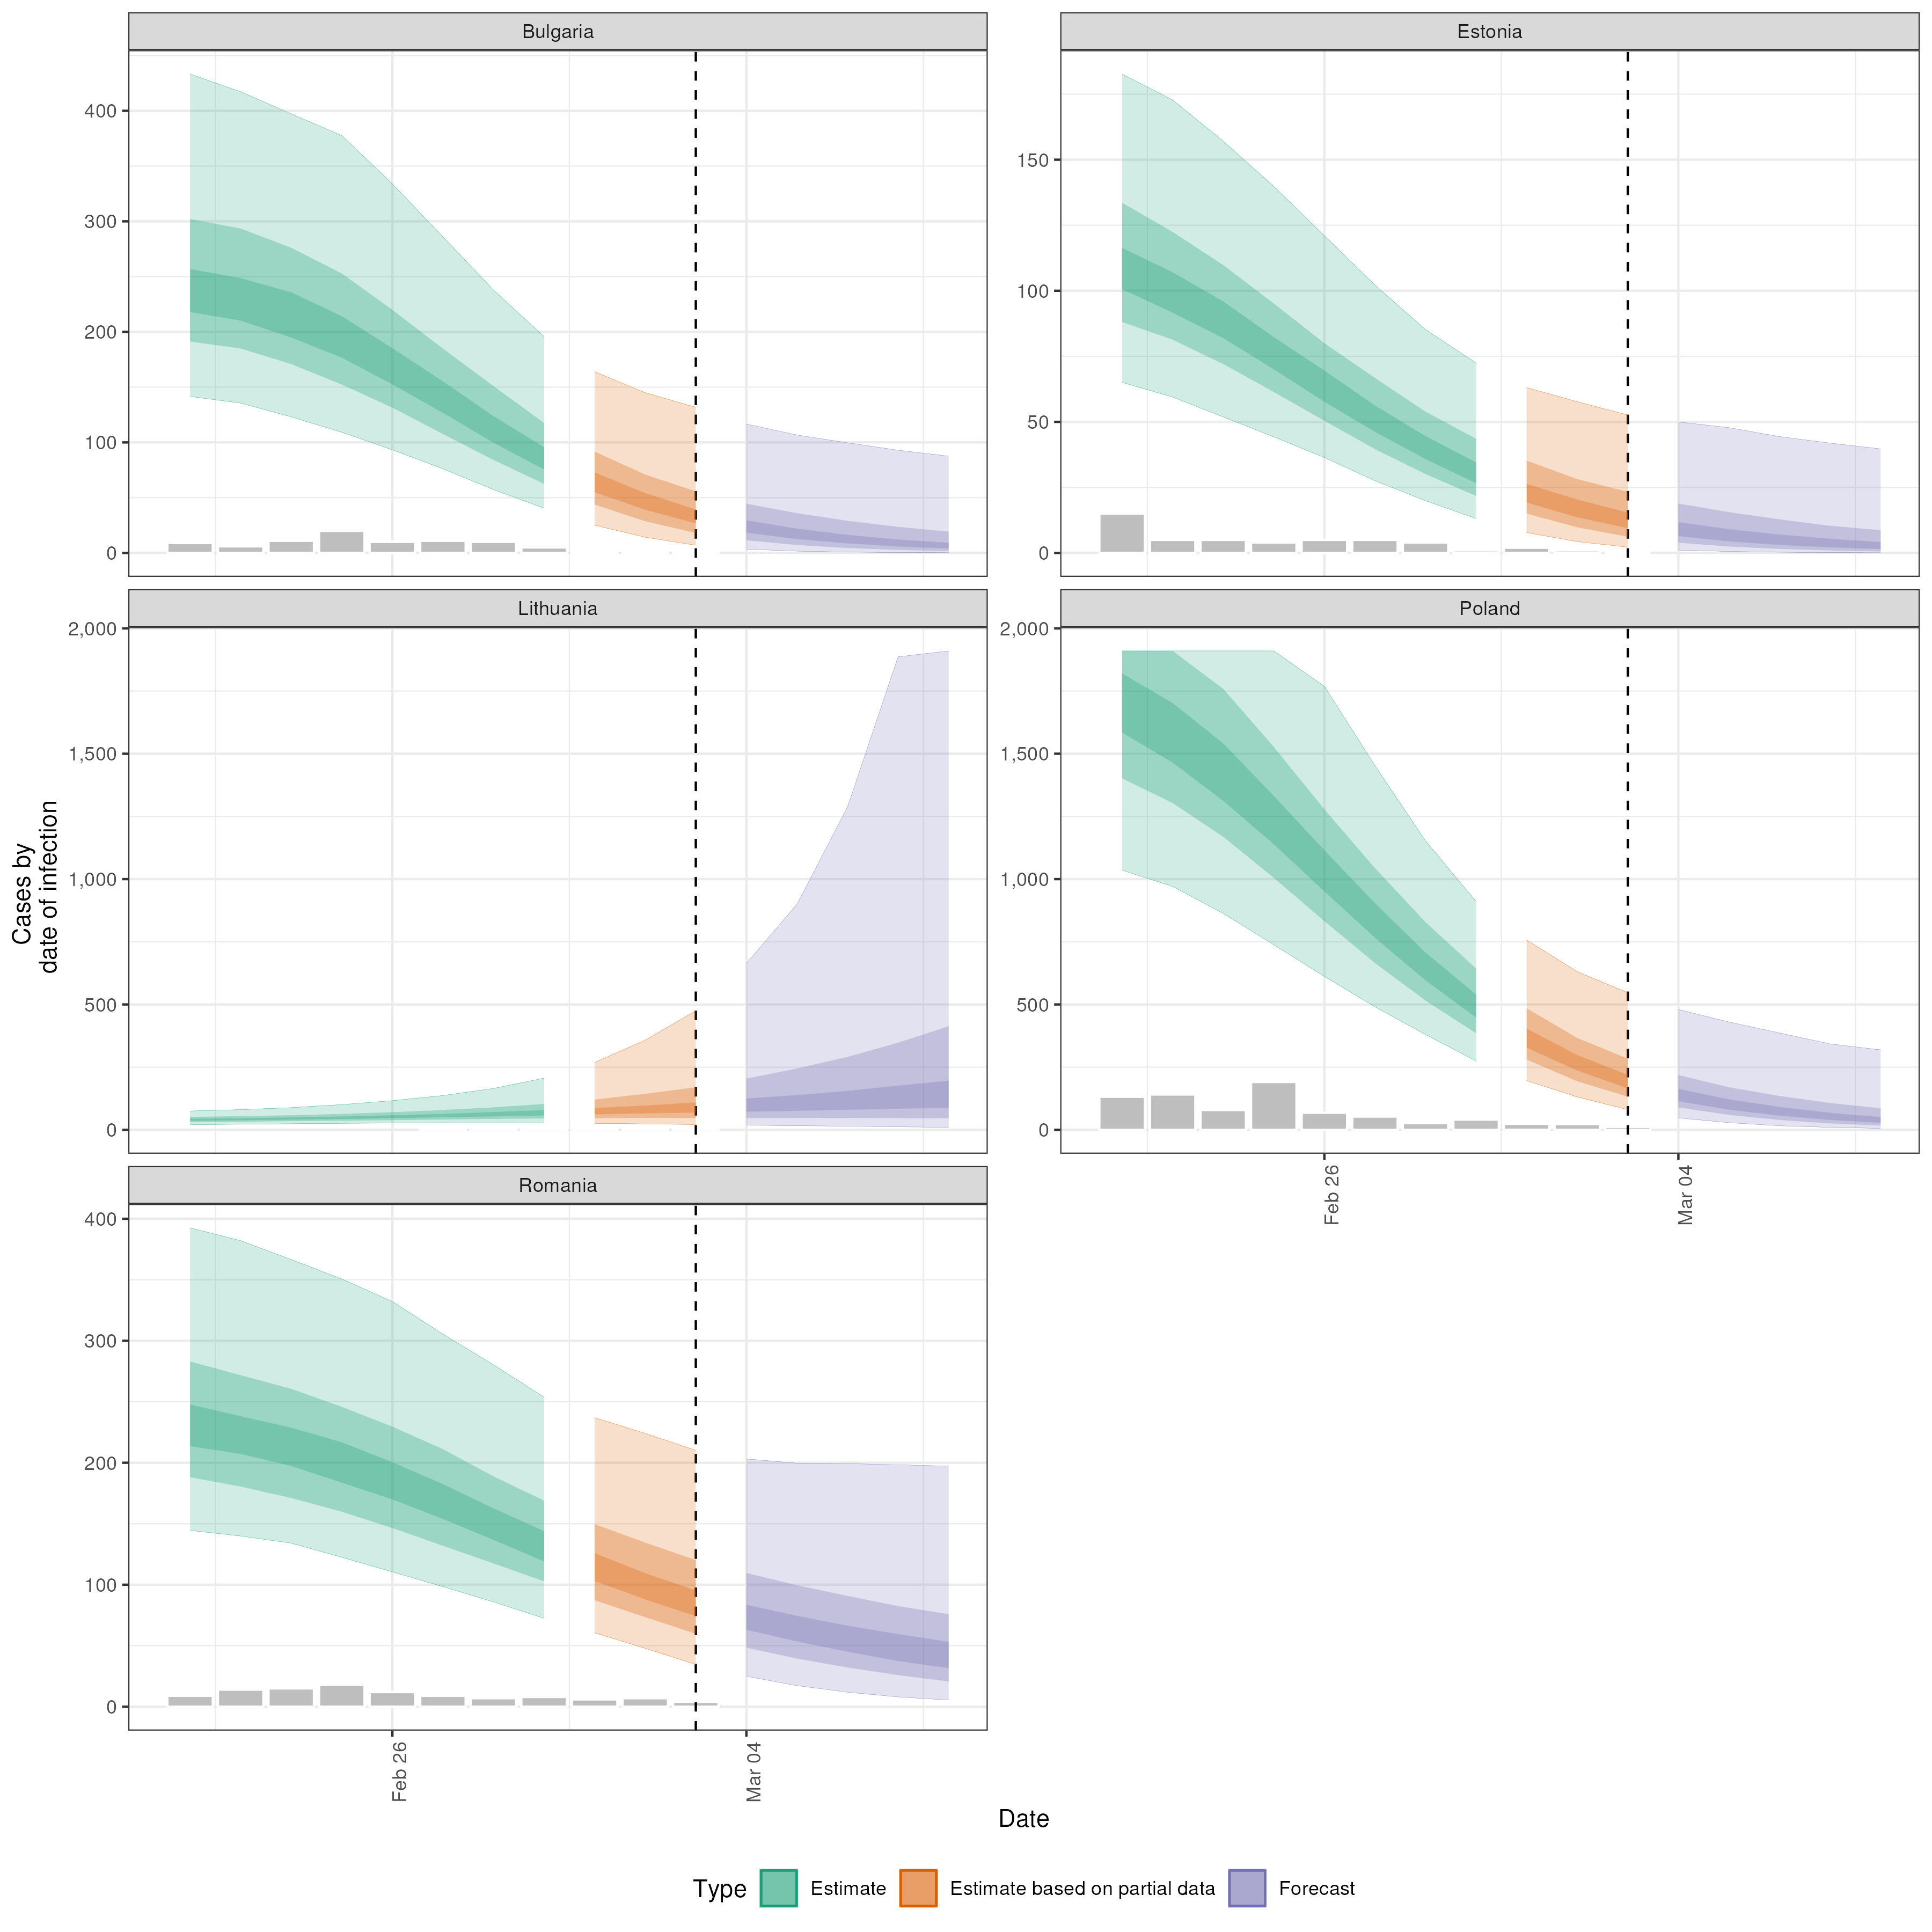 Bulgaria
Estonia
400
300
200
100
0
150
100
50
0
Lithuania
Poland
2,000
1,500
1,000
500
0
2,000
1,500
1,000
500
0
Feb 26
Mar 04
Romania
400
300
200
100
0
Feb 26
Mar 04
Cases by
date of infection
Date
Type Estimate Estimate based on partial data Forecast